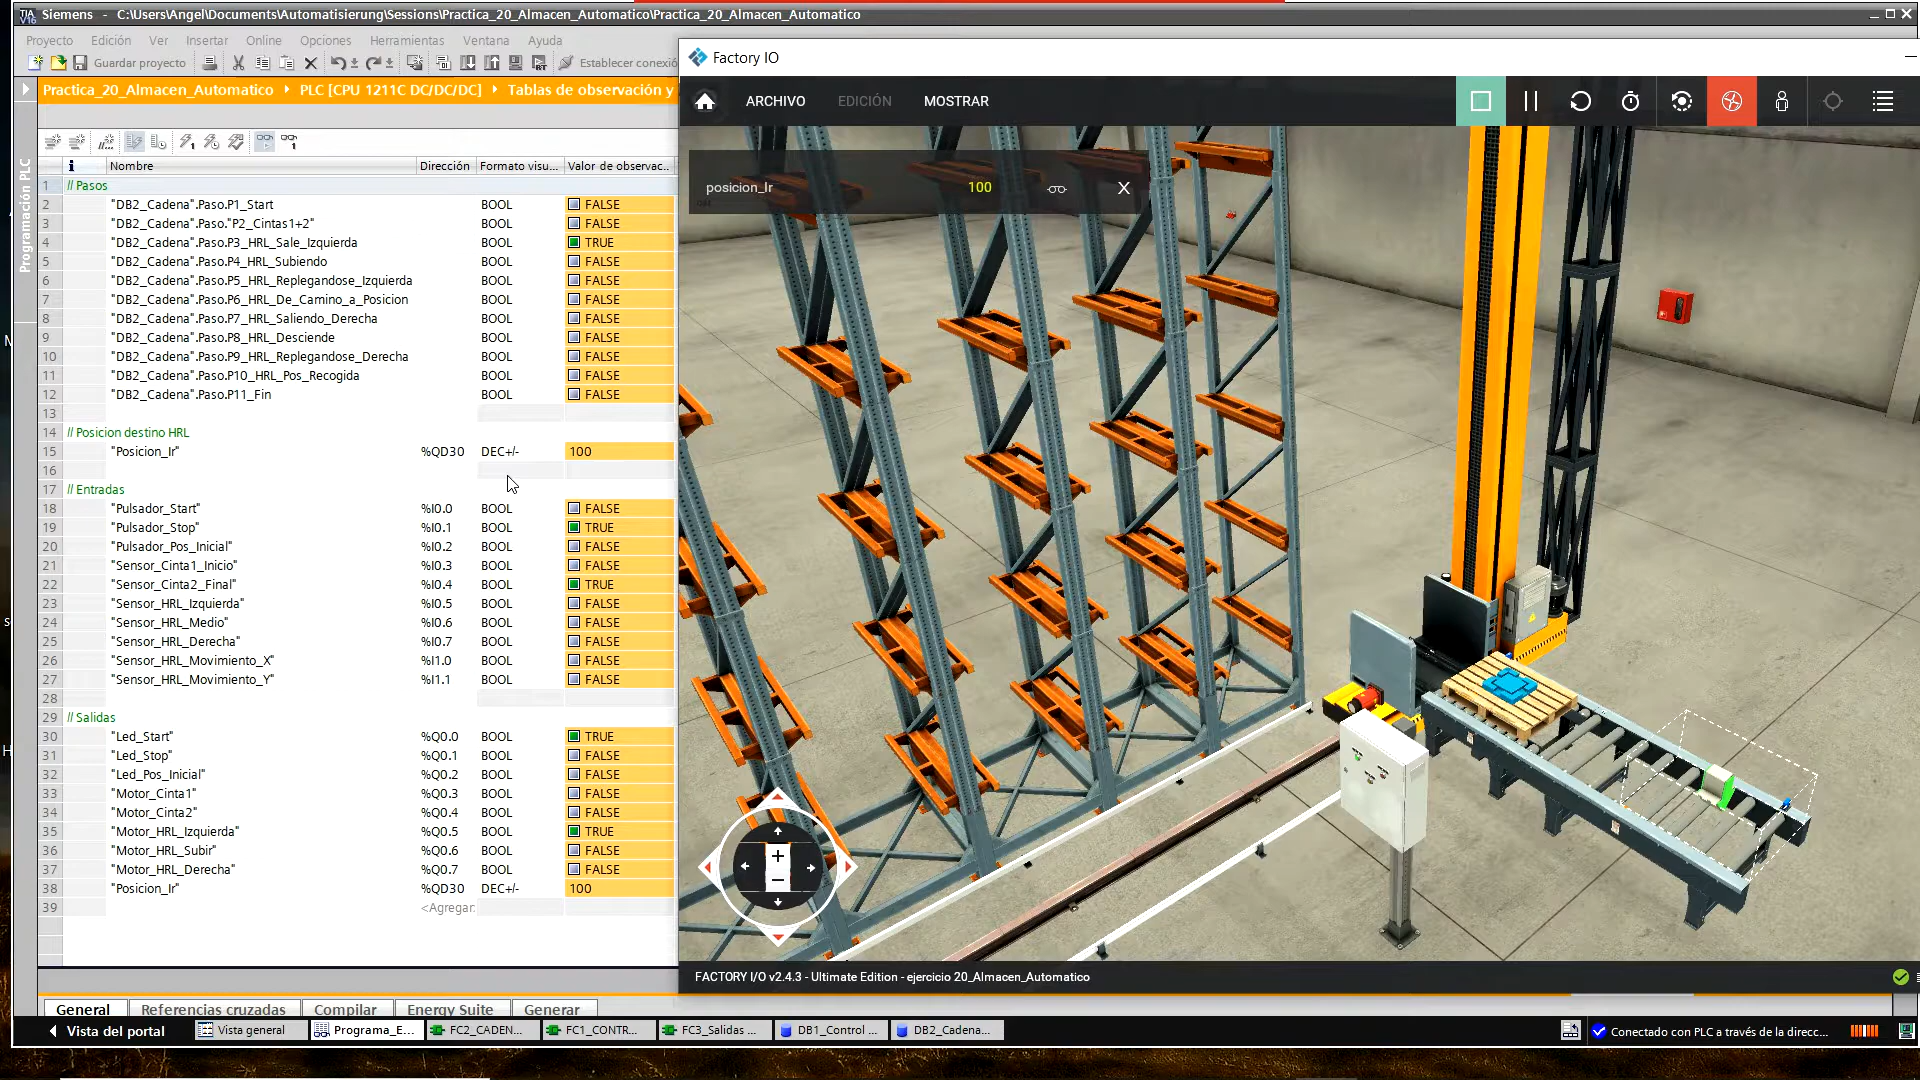 Siemens - C:\Users\Angel\Documents\Automatisierung\Sessions\Practica_20_Almacen_Automatico\Practica_20_Almacen_Automatico
Proyecto Edición Ver Insertar Online Opciones Herramientas Ventana Ayuda
Guardar proyecto Establecer conexió
Practica_20_Almacen_Automatico PLC [CPU 1211C DC/DC/DC] Tablas de observación y
Programación PLC
i Nombre Dirección Formato visu... Valor de observac..
1 // Pasos
2 "DB2_Cadena".Paso.P1_Start BOOL FALSE
3 "DB2_Cadena".Paso."P2_Cintas1+2" BOOL FALSE
4 "DB2_Cadena".Paso.P3_HRL_Sale_Izquierda BOOL TRUE
5 "DB2_Cadena".Paso.P4_HRL_Subiendo BOOL FALSE
6 "DB2_Cadena".Paso.P5_HRL_Replegandose_Izquierda BOOL FALSE
7 "DB2_Cadena".Paso.P6_HRL_De_Camino_a_Posicion BOOL FALSE
8 "DB2_Cadena".Paso.P7_HRL_Saliendo_Derecha BOOL FALSE
9 "DB2_Cadena".Paso.P8_HRL_Desciende BOOL FALSE
10 "DB2_Cadena".Paso.P9_HRL_Replegandose_Derecha BOOL FALSE
11 "DB2_Cadena".Paso.P10_HRL_Pos_Recogida BOOL FALSE
12 "DB2_Cadena".Paso.P11_Fin BOOL FALSE
13
14 // Posicion destino HRL
15 "Posicion_Ir" %QD30 DEC+/- 100
16
17 // Entradas
18 "Pulsador_Start" %I0.0 BOOL FALSE
19 "Pulsador_Stop" %I0.1 BOOL TRUE
20 "Pulsador_Pos_Inicial" %I0.2 BOOL FALSE
21 "Sensor_Cinta1_Inicio" %I0.3 BOOL FALSE
22 "Sensor_Cinta2_Final" %I0.4 BOOL TRUE
23 "Sensor_HRL_Izquierda" %I0.5 BOOL FALSE
24 "Sensor_HRL_Medio" %I0.6 BOOL FALSE
25 "Sensor_HRL_Derecha" %I0.7 BOOL FALSE
26 "Sensor_HRL_Movimiento_X" %I1.0 BOOL FALSE
27 "Sensor_HRL_Movimiento_Y" %I1.1 BOOL FALSE
28
29 // Salidas
30 "Led_Start" %Q0.0 BOOL TRUE
31 "Led_Stop" %Q0.1 BOOL FALSE
32 "Led_Pos_Inicial" %Q0.2 BOOL FALSE
33 "Motor_Cinta1" %Q0.3 BOOL FALSE
34 "Motor_Cinta2" %Q0.4 BOOL FALSE
35 "Motor_HRL_Izquierda" %Q0.5 BOOL TRUE
36 "Motor_HRL_Subir" %Q0.6 BOOL FALSE
37 "Motor_HRL_Derecha" %Q0.7 BOOL FALSE
38 "Posicion_Ir" %QD30 DEC+/- 100
39 <Agregar:
Factory IO
ARCHIVO EDICIÓN MOSTRAR
posicion_Ir 100 X
FACTORY I/O v2.4.3 - Ultimate Edition - ejercicio 20_Almacen_Automatico
General Referencias cruzadas Compilar Energy Suite Generar
Vista del portal Vista general Programa_E... FC2_CADEN... FC1_CONTR... FC3_Salidas ... DB1_Control ... DB2_Cadena... Conectado con PLC a través de la direcc...